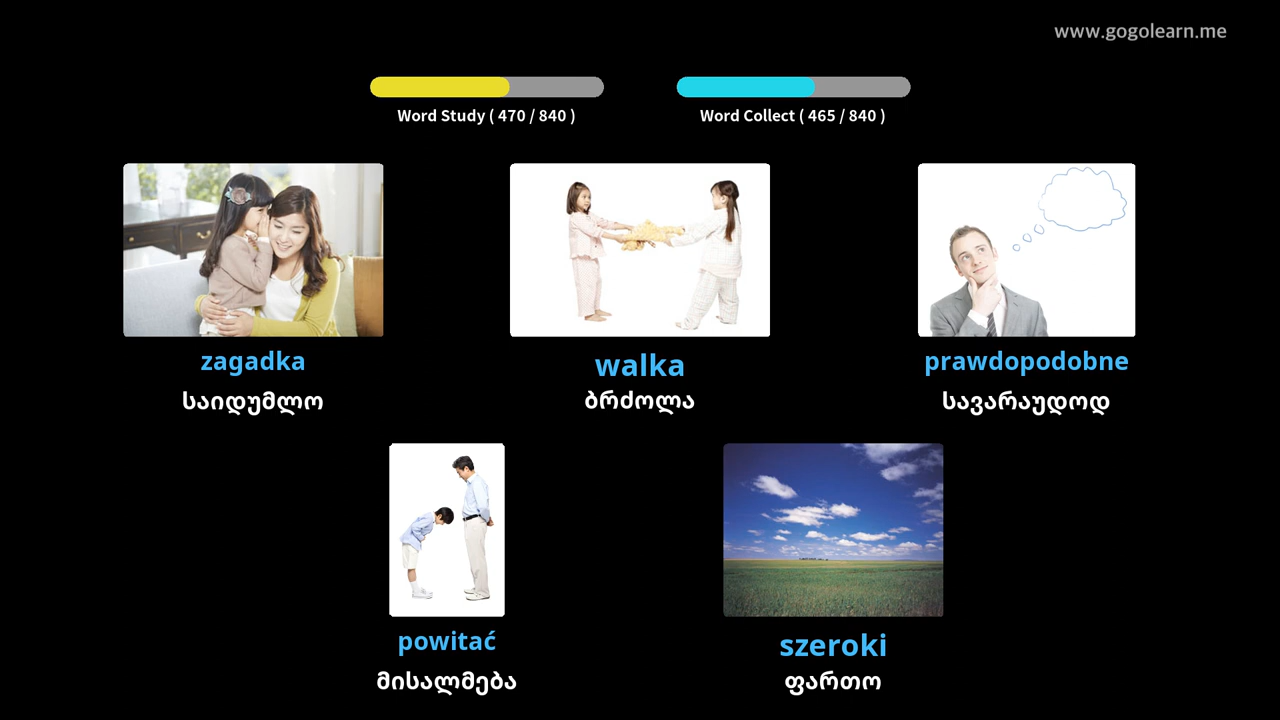 www.gogolearn.me
Word Study ( 470 / 840 )
Word Collect ( 465 / 840 )
zagadka
საიდუმლო
walka
ბრძოლა
prawdopodobne
სავარაუდოდ
powitać
მისალმება
szeroki
ფართო